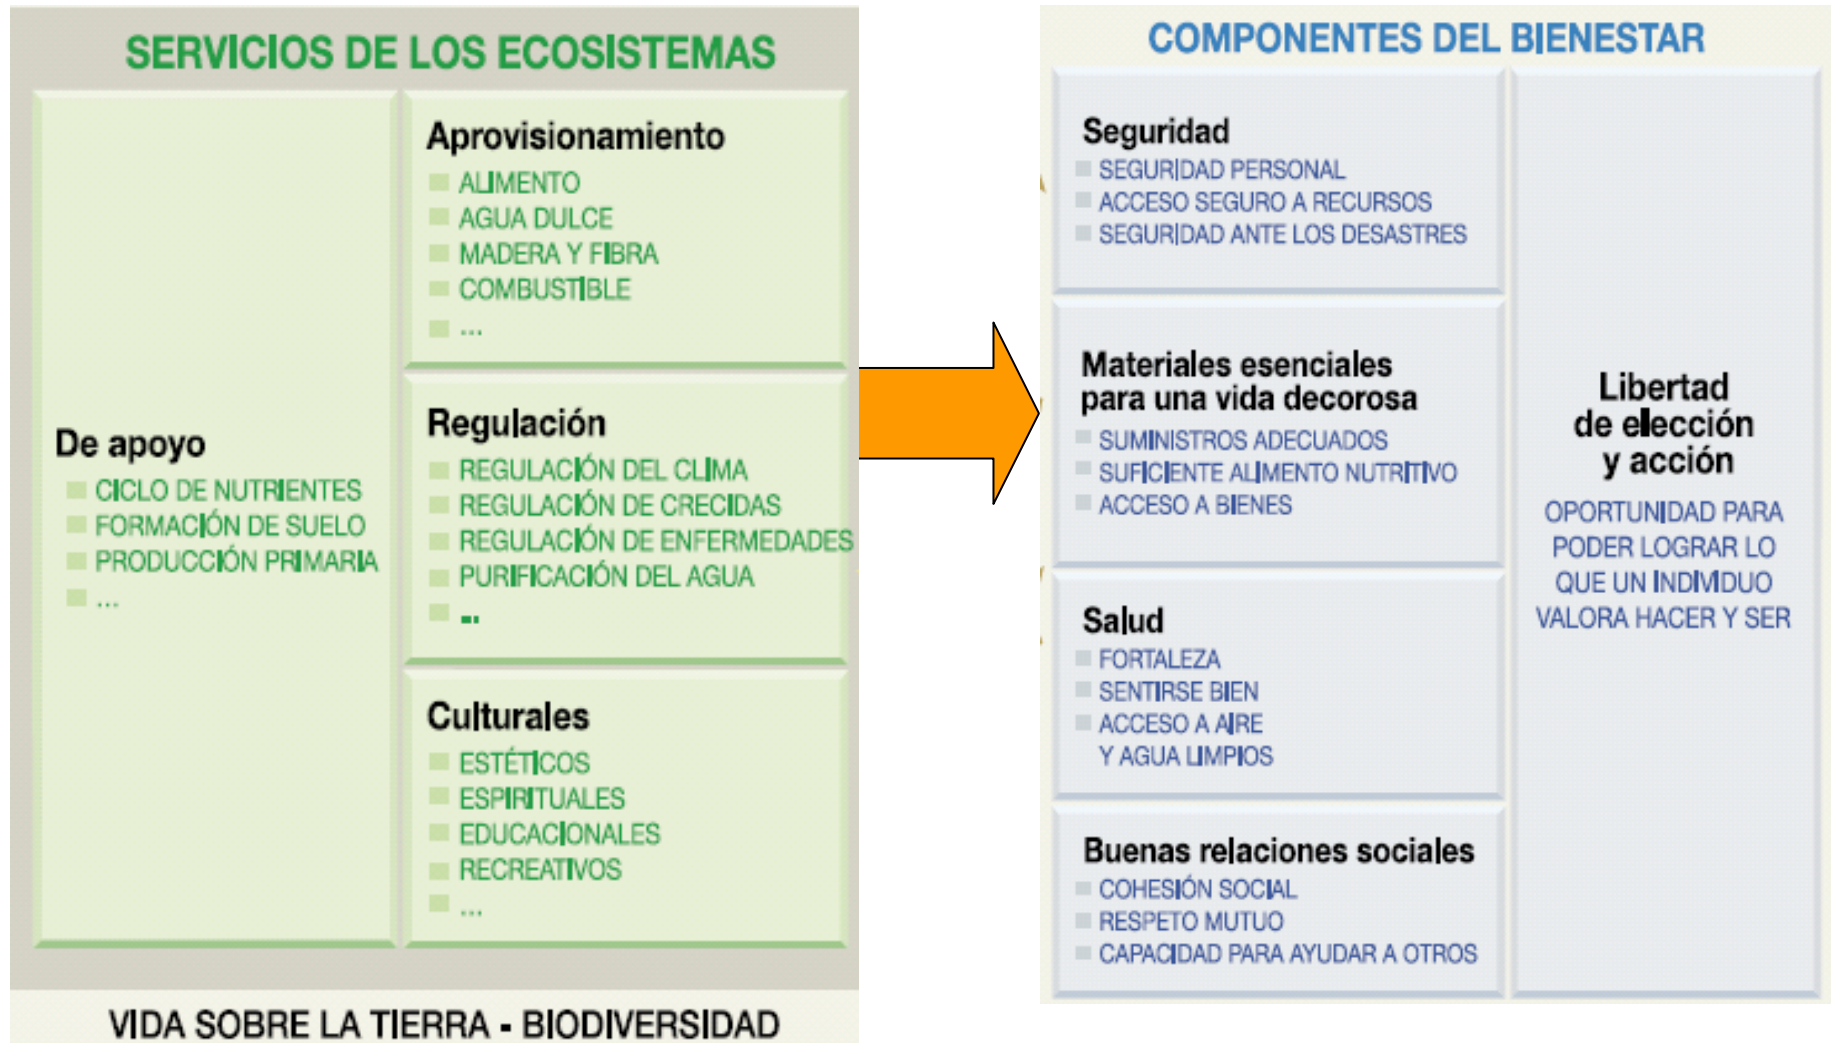 SERVICIOS DE LOS ECOSISTEMAS
De apoyo
CICLO DE NUTRIENTES
FORMACIÓN DE SUELO
PRODUCCIÓN PRIMARIA
...
Aprovisionamiento
ALIMENTO
AGUA DULCE
MADERA Y FIBRA
COMBUSTIBLE
...
Regulación
REGULACIÓN DEL CLIMA
REGULACIÓN DE CRECIDAS
REGULACIÓN DE ENFERMEDADES
PURIFICACIÓN DEL AGUA
...
Culturales
ESTÉTICOS
ESPIRITUALES
EDUCACIONALES
RECREATIVOS
...
VIDA SOBRE LA TIERRA - BIODIVERSIDAD
COMPONENTES DEL BIENESTAR
Seguridad
SEGURIDAD PERSONAL
ACCESO SEGURO A RECURSOS
SEGURIDAD ANTE LOS DESASTRES
Materiales esenciales
para una vida decorosa
SUMINISTROS ADECUADOS
SUFICIENTE ALIMENTO NUTRITIVO
ACCESO A BIENES
Salud
FORTALEZA
SENTIRSE BIEN
ACCESO A AIRE
Y AGUA LIMPIOS
Buenas relaciones sociales
COHESIÓN SOCIAL
RESPETO MUTUO
CAPACIDAD PARA AYUDAR A OTROS
Libertad
de elección
y acción
OPORTUNIDAD PARA
PODER LOGRAR LO
QUE UN INDIVIDUO
VALORA HACER Y SER